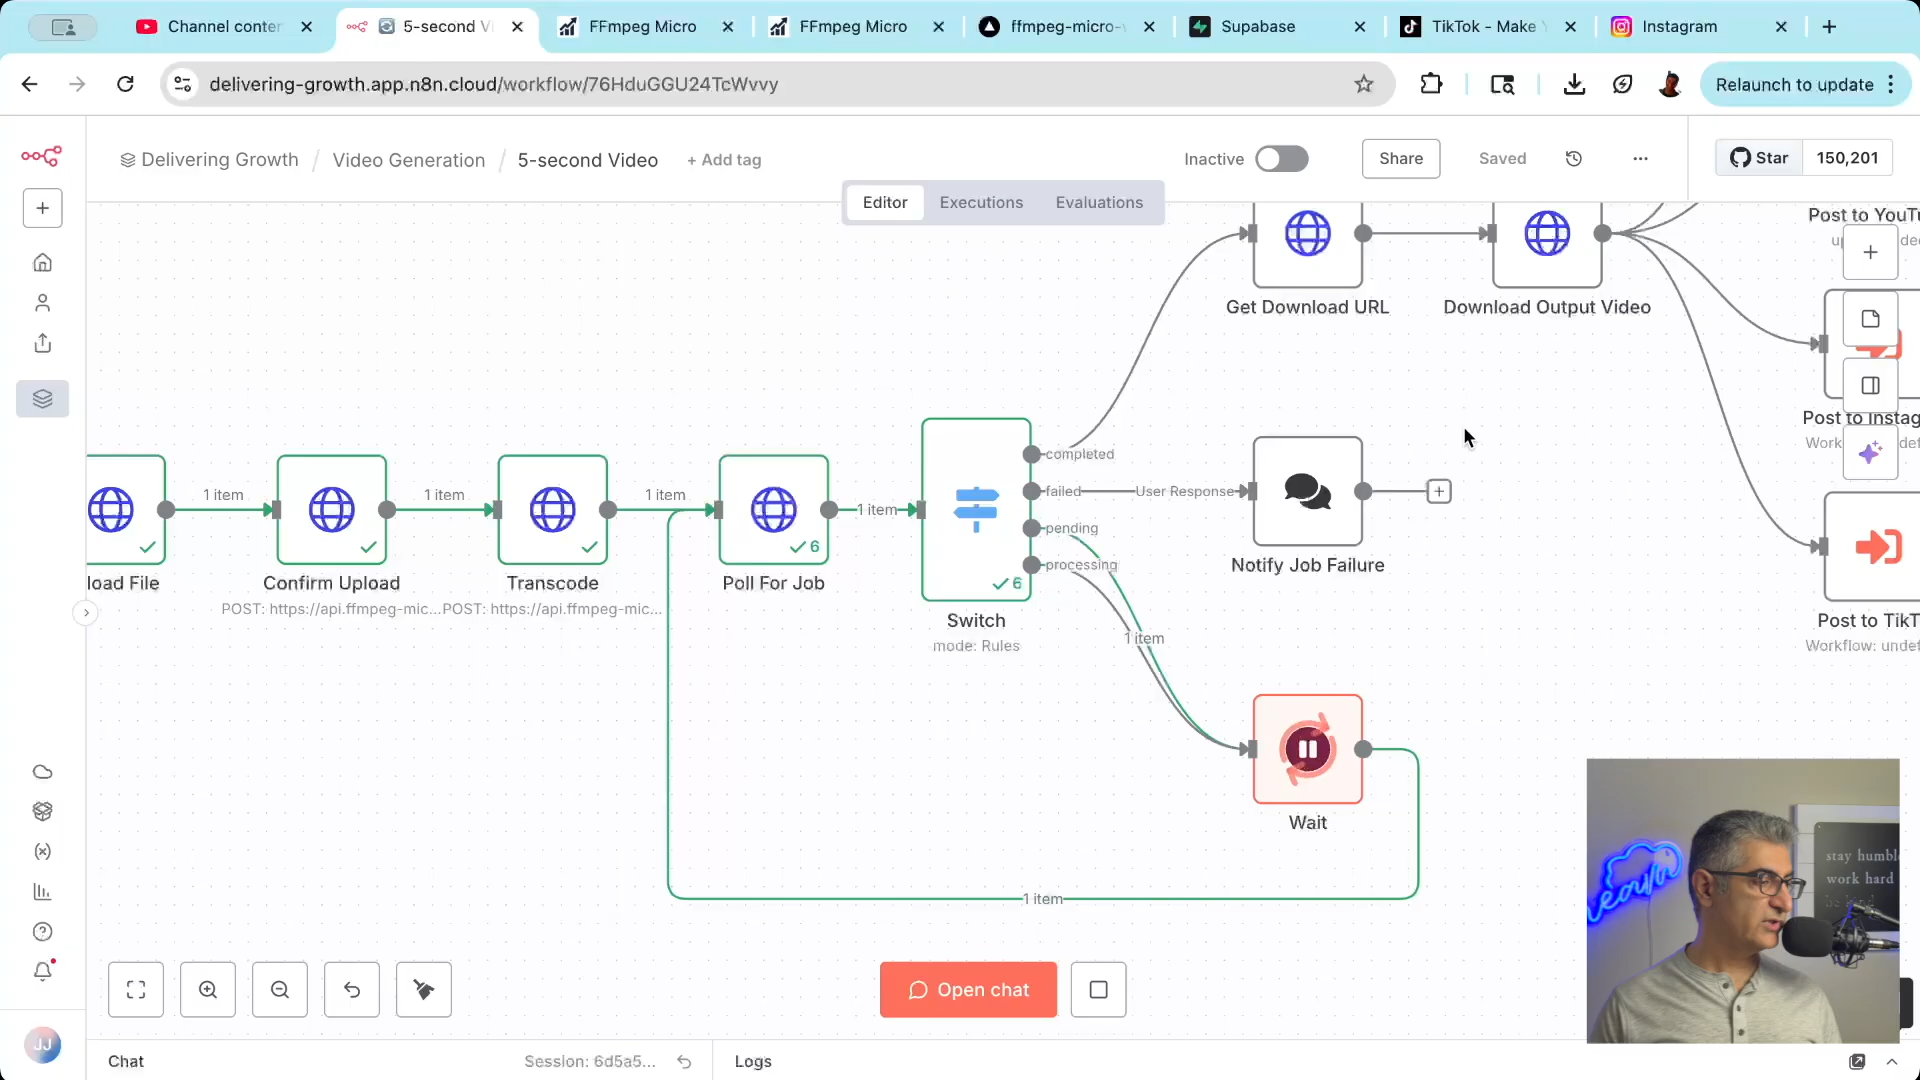 Channel conter
5-second Vi
FFmpeg Micro
FFmpeg Micro
ffmpeg-micro-
Supabase
TikTok - Make
Instagram
delivering-growth.app.n8n.cloud/workflow/76HduGGU24TcWvvy
Relaunch to update
Delivering Growth / Video Generation / 5-second Video
+ Add tag
Inactive
Share
Saved
Star
150,201
Editor
Executions
Evaluations
Post to YouTu
Get Download URL
Download Output Video
Post to Instag
completed
failed
User Response
pending
processing
1 item
1 item
1 item
1 item
6
6
load File
Confirm Upload
POST: https://api.ffmpeg-mic...
Transcode
POST: https://api.ffmpeg-mic...
Poll For Job
Switch
mode: Rules
Notify Job Failure
Post to TikT
Workflow: undef
1 item
Wait
1 item
stay humbl
work hard
Open chat
JJ
Chat
Session: 6d5a5...
Logs